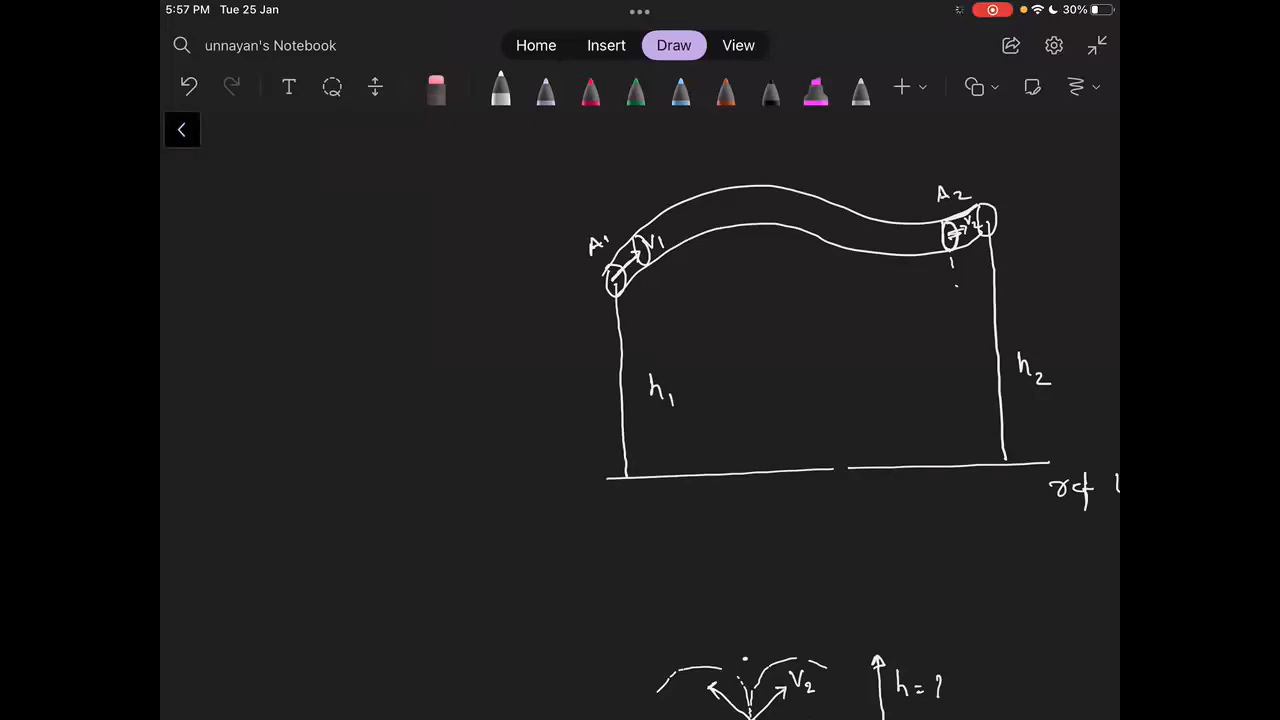 5:57 PM Tue 25 Jan
30%
unnayan's Notebook
Home Insert Draw View
T
A2
A1 V1 V2
h1
h2
ref
V2 h = ?